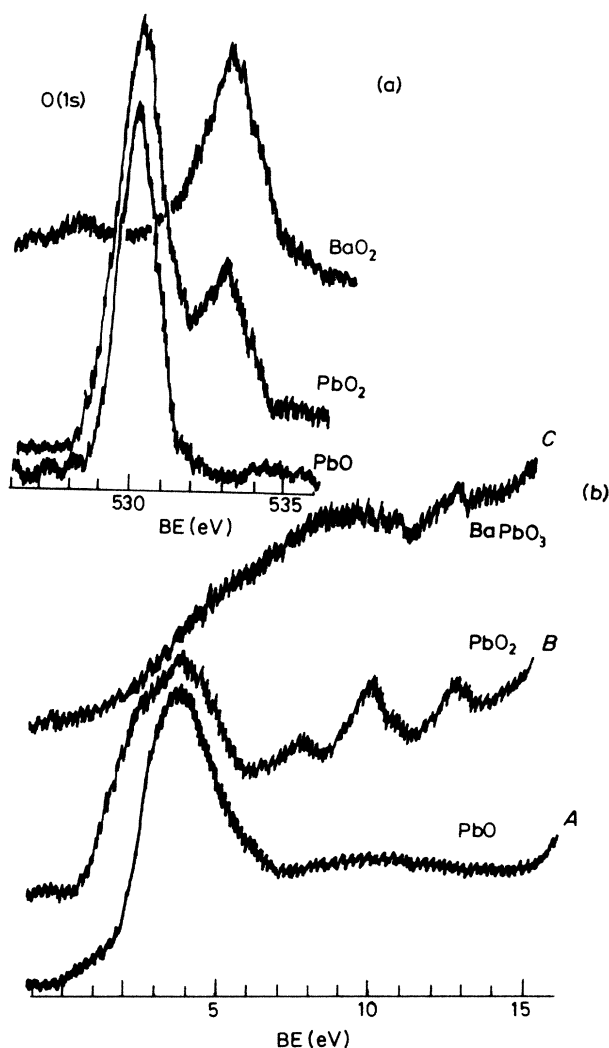 O(1s)
(a)
BaO₂
PbO₂
PbO
530 535
BE (eV)
C
(b)
BaPbO₃
PbO₂ B
PbO A
5 10 15
BE (eV)